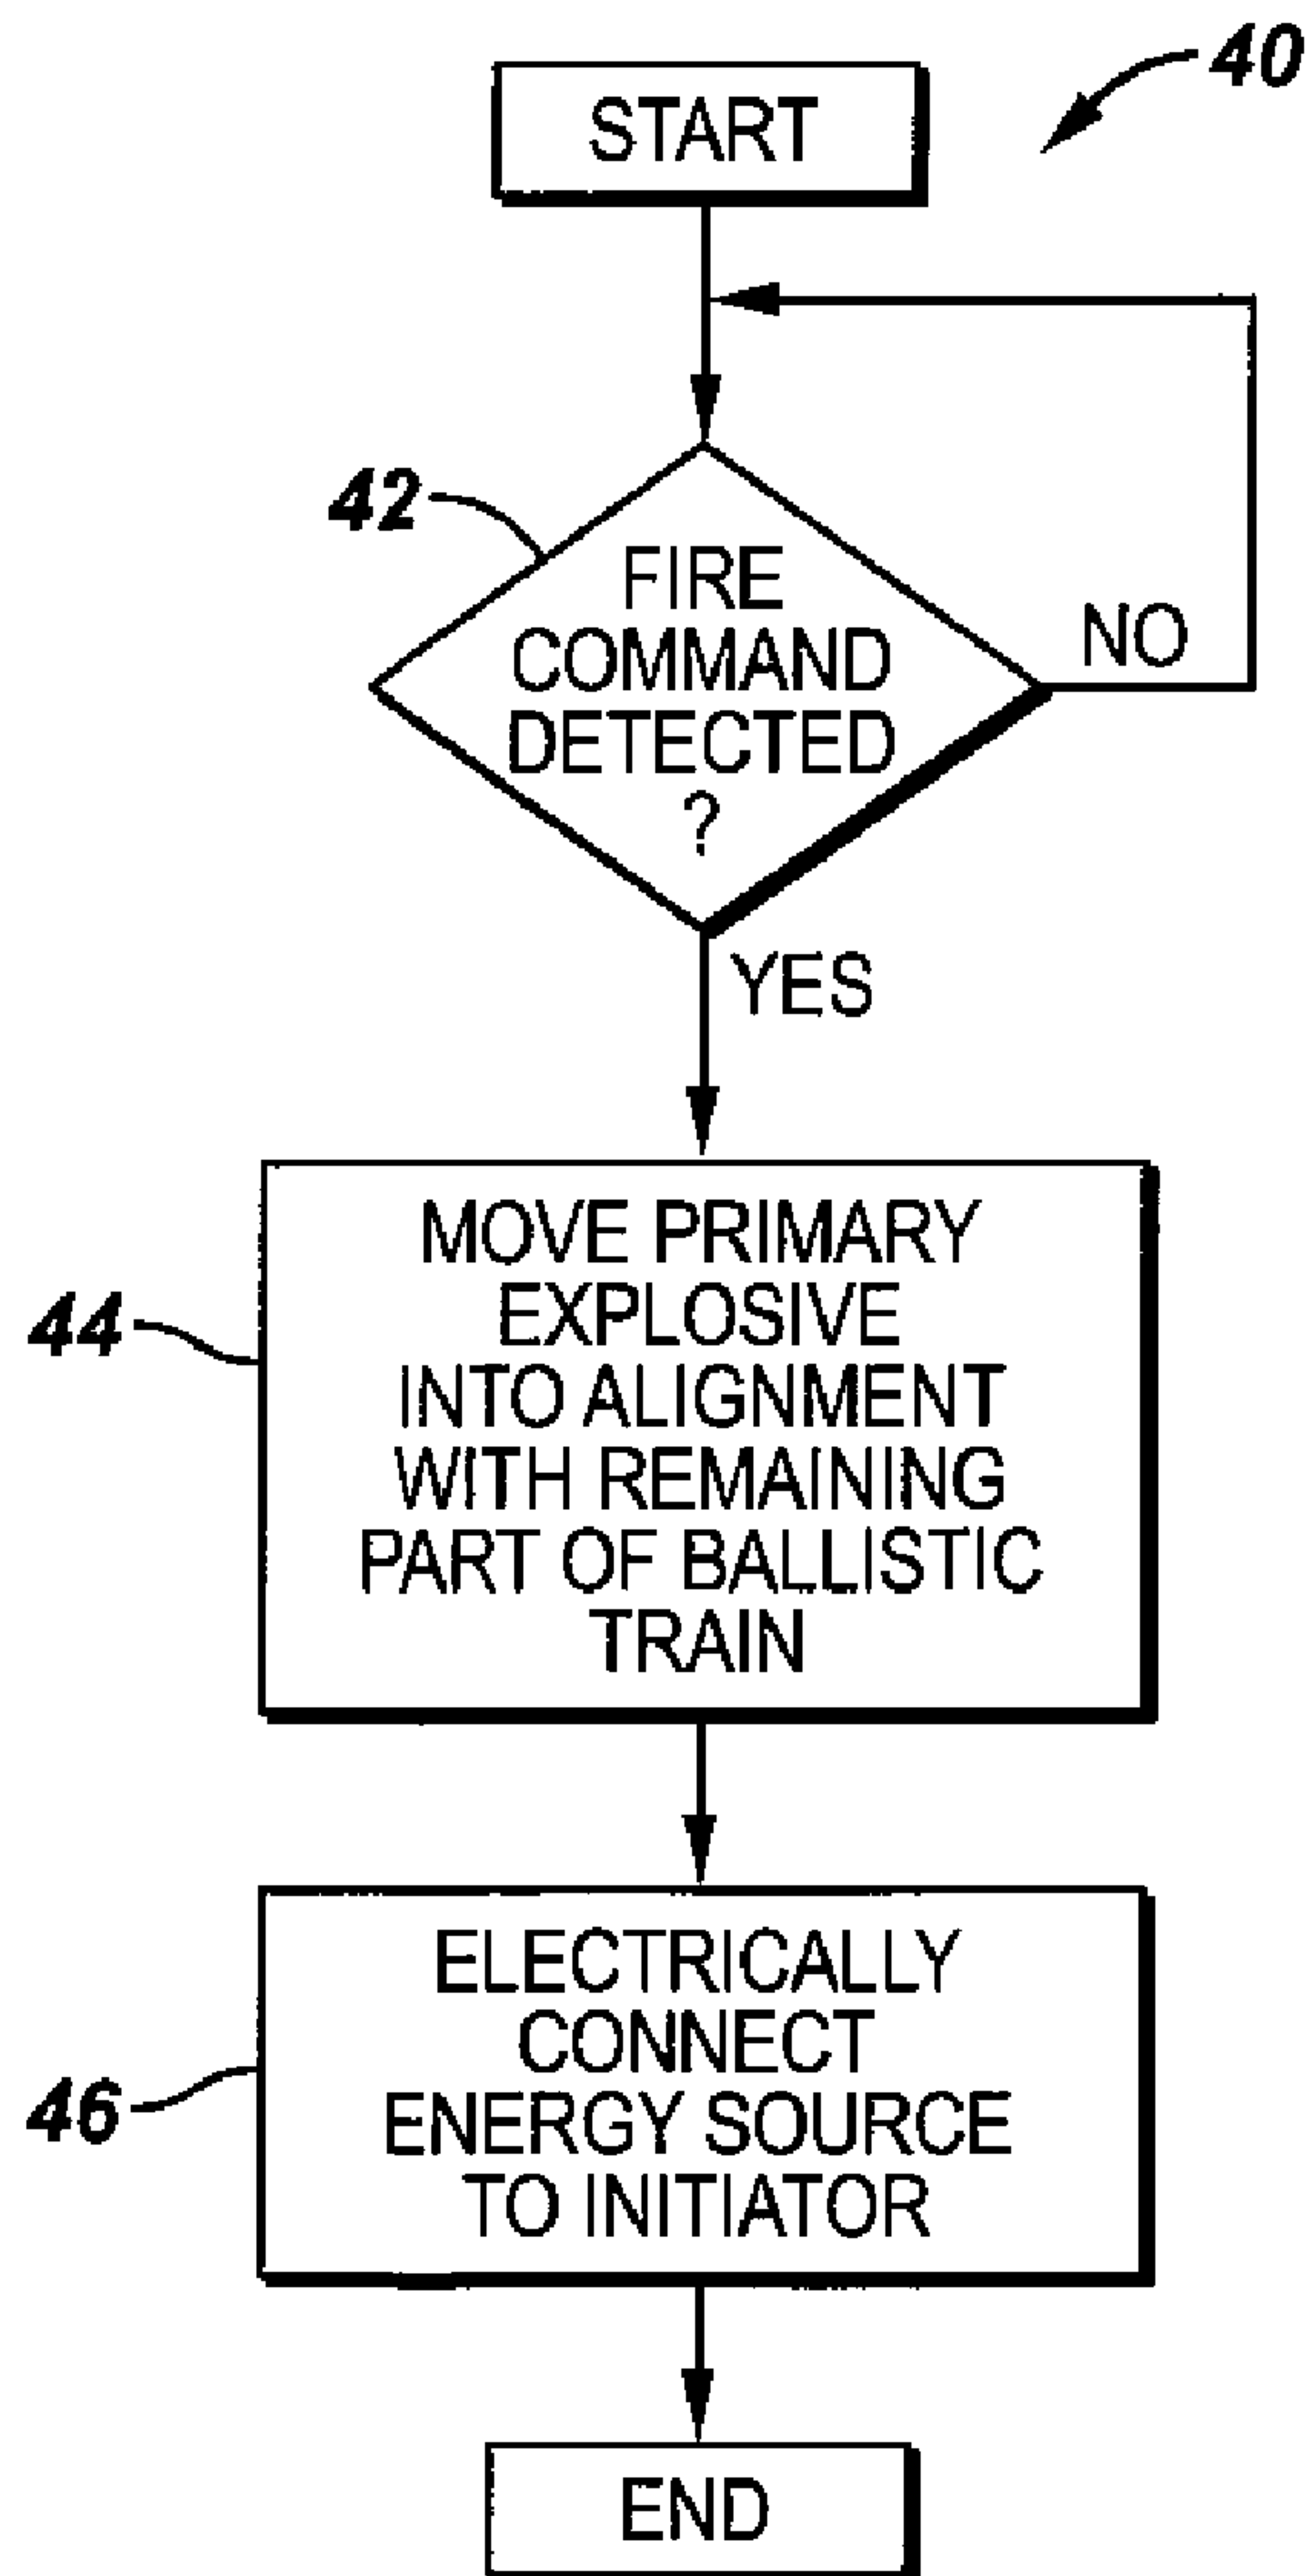 40
START
42
FIRE
COMMAND
DETECTED
?
NO
YES
44
MOVE PRIMARY
EXPLOSIVE
INTO ALIGNMENT
WITH REMAINING
PART OF BALLISTIC
TRAIN
46
ELECTRICALLY
CONNECT
ENERGY SOURCE
TO INITIATOR
END